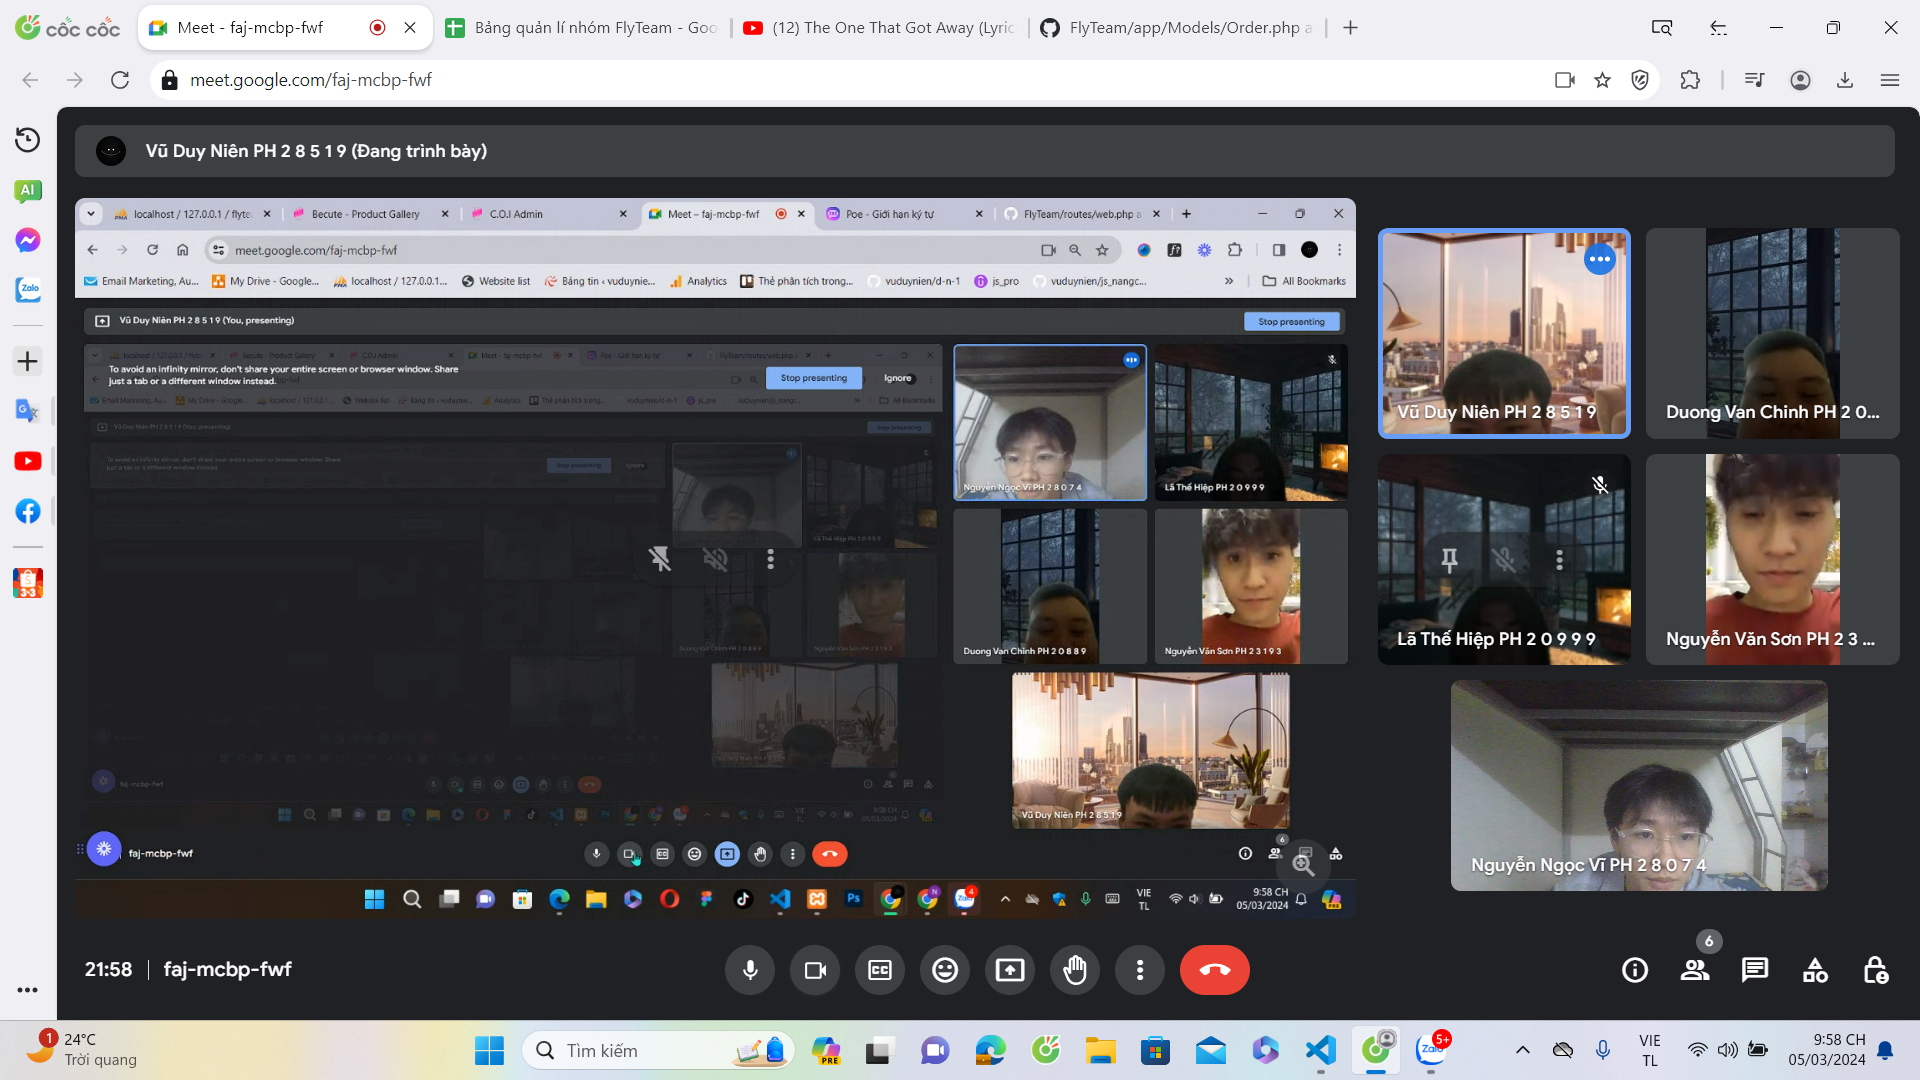 cốc cốc
Meet - faj-mcbp-fwf
Bảng quản lí nhóm FlyTeam - Goo
(12) The One That Got Away (Lyric
FlyTeam/app/Models/Order.php a
meet.google.com/faj-mcbp-fwf
AI
Zalo
3-3
Vũ Duy Niên PH 2 8 5 1 9 (Đang trình bày)
localhost / 127.0.0.1 / flyte
Becute - Product Gallery
C.O.I Admin
Meet – faj-mcbp-fwf
Poe - Giới hạn ký tự
FlyTeam/routes/web.php a
meet.google.com/faj-mcbp-fwf
Email Marketing, Au...
My Drive - Google...
localhost / 127.0.0.1...
Website list
Bảng tin ‹ vuduynie...
Analytics
Thẻ phân tích trong...
vuduynien/d-n-1
js_pro
vuduynien/js_nangc...
»
All Bookmarks
Vũ Duy Niên PH 2 8 5 1 9 (You, presenting)
Stop presenting
To avoid an infinity mirror, don't share your entire screen or browser window. Share
just a tab or a different window instead.
Stop presenting
Ignore
Nguyễn Ngọc Vĩ PH 2 8 0 7 4
Lã Thế Hiệp PH 2 0 9 9 9
Duong Van Chinh PH 2 0 8 8 9
Nguyễn Văn Sơn PH 2 3 1 9 3
Vũ Duy Niên PH 2 8 5 1 9
faj-mcbp-fwf
6
4
VIE
TL
9:58 CH
05/03/2024
Vũ Duy Niên PH 2 8 5 1 9
Duong Van Chinh PH 2 0...
Lã Thế Hiệp PH 2 0 9 9 9
Nguyễn Văn Sơn PH 2 3 ...
Nguyễn Ngọc Vĩ PH 2 8 0 7 4
21:58
faj-mcbp-fwf
6
1
24°C
Trời quang
Tìm kiếm
PRE
Zalo
5+
VIE
TL
9:58 CH
05/03/2024